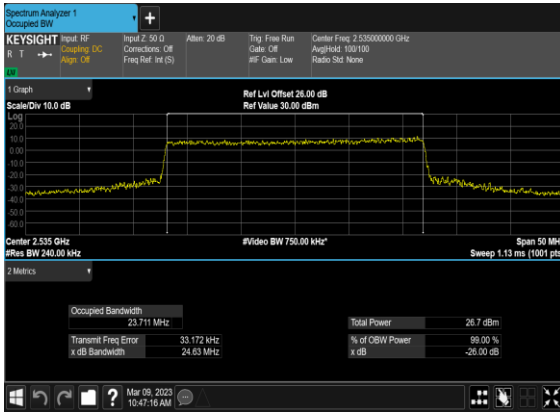 Spectrum Analyzer 1
Occupied BW
KEYSIGHT
R T
LXI
Input: RF
Coupling: DC
Align: Off
Input Z: 50 Ω
Corrections: Off
Freq Ref: Int (S)
Atten: 20 dB
Trig: Free Run
Gate: Off
#IF Gain: Low
Center Freq: 2.535000000 GHz
Avg|Hold: 100/100
Radio Std: None
1 Graph
Scale/Div 10.0 dB
Ref Lvl Offset 26.00 dB
Ref Value 30.00 dBm
Log
20.0
10.0
0.00
-10.0
-20.0
-30.0
-40.0
-50.0
-60.0
Center 2.535 GHz
#Res BW 240.00 kHz
#Video BW 750.00 kHz*
Span 50 MH
Sweep 1.13 ms (1001 pts
2 Metrics
Occupied Bandwidth
23.711 MHz
Transmit Freq Error 33.172 kHz
x dB Bandwidth 24.63 MHz
Total Power 26.7 dBm
% of OBW Power 99.00 %
x dB -26.00 dB
?
Mar 09, 2023
10:47:16 AM